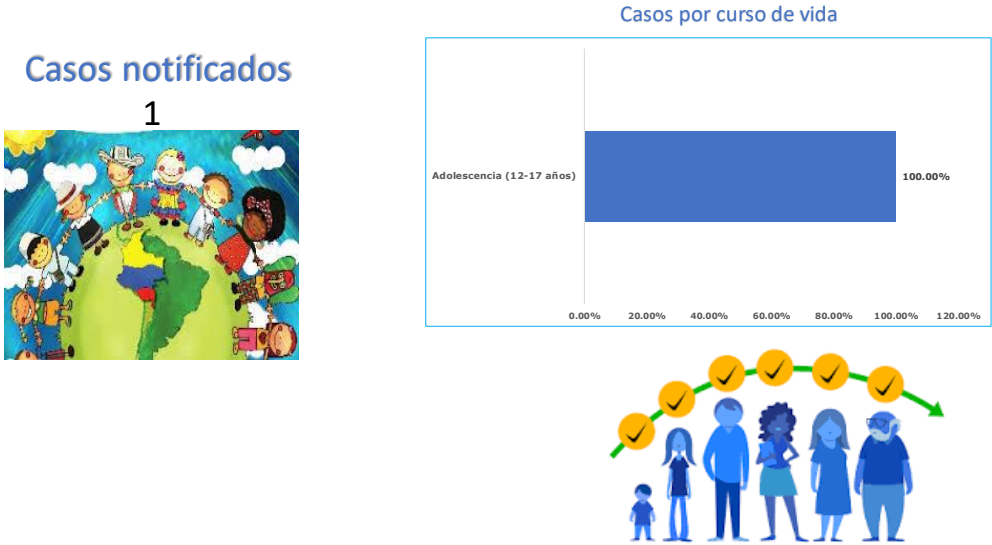 Casos notificados
1
Casos por curso de vida
Adolescencia (12-17 años)
100.00%
0.00% 20.00% 40.00% 60.00% 80.00% 100.00% 120.00%